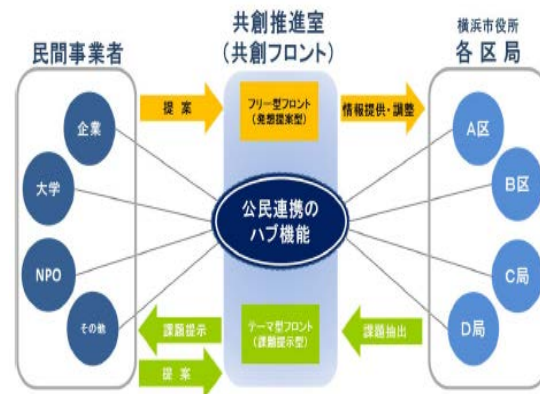 民間事業者
企業
大学
NPO
その他
共創推進室
（共創フロント）
横浜市役所
各区局
提 案
フリー型フロント
（発想提案型）
情報提供・調整
公民連携の
ハブ機能
A区
B区
C局
D局
課題提示
提 案
テーマ型フロント
（課題提示型）
課題抽出